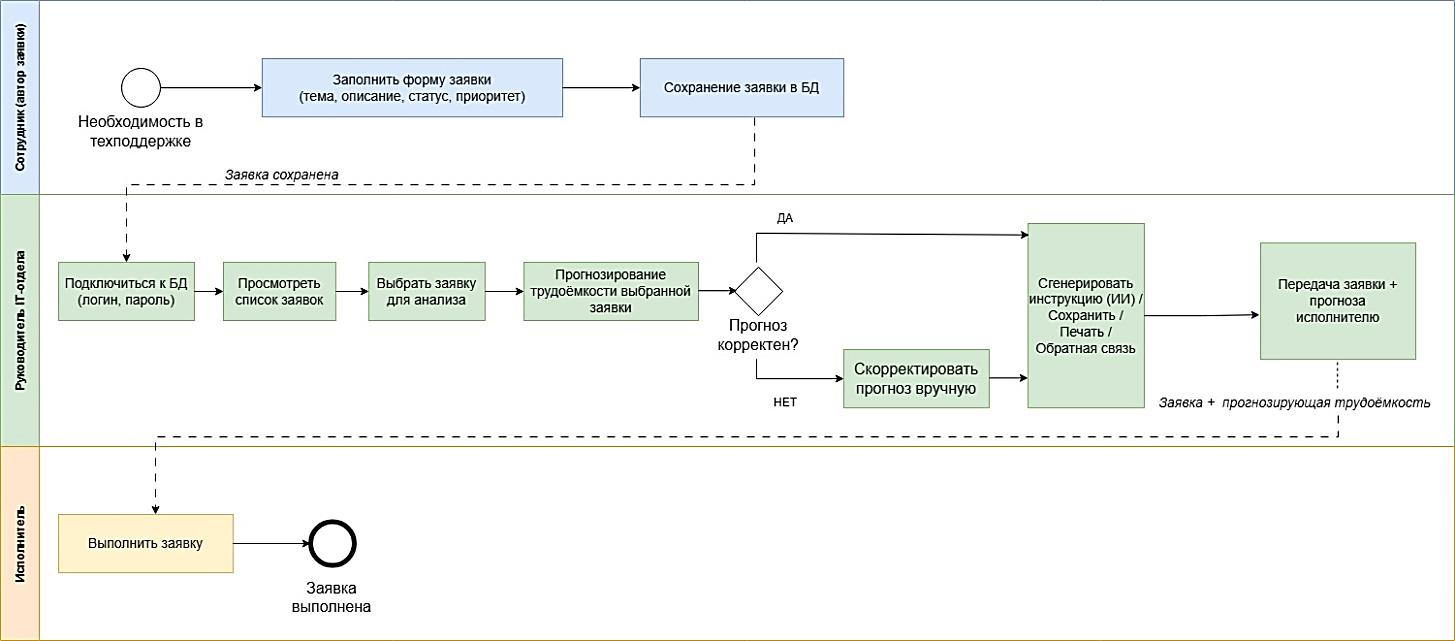 Сотрудник (автор заявки)
Необходимость в
техподдержке
Заполнить форму заявки
(тема, описание, статус, приоритет)
Сохранение заявки в БД
Заявка сохранена
Руководитель IT-отдела
Подключиться к БД
(логин, пароль)
Просмотреть
список заявок
Выбрать заявку
для анализа
Прогнозирование
трудоёмкости выбранной
заявки
Прогноз
корректен?
ДА
НЕТ
Скорректировать
прогноз вручную
Сгенерировать
инструкцию (ИИ) /
Сохранить /
Печать /
Обратная связь
Передача заявки +
прогноза
исполнителю
Заявка + прогнозирующая трудоёмкость
Исполнитель
Выполнить заявку
Заявка
выполнена